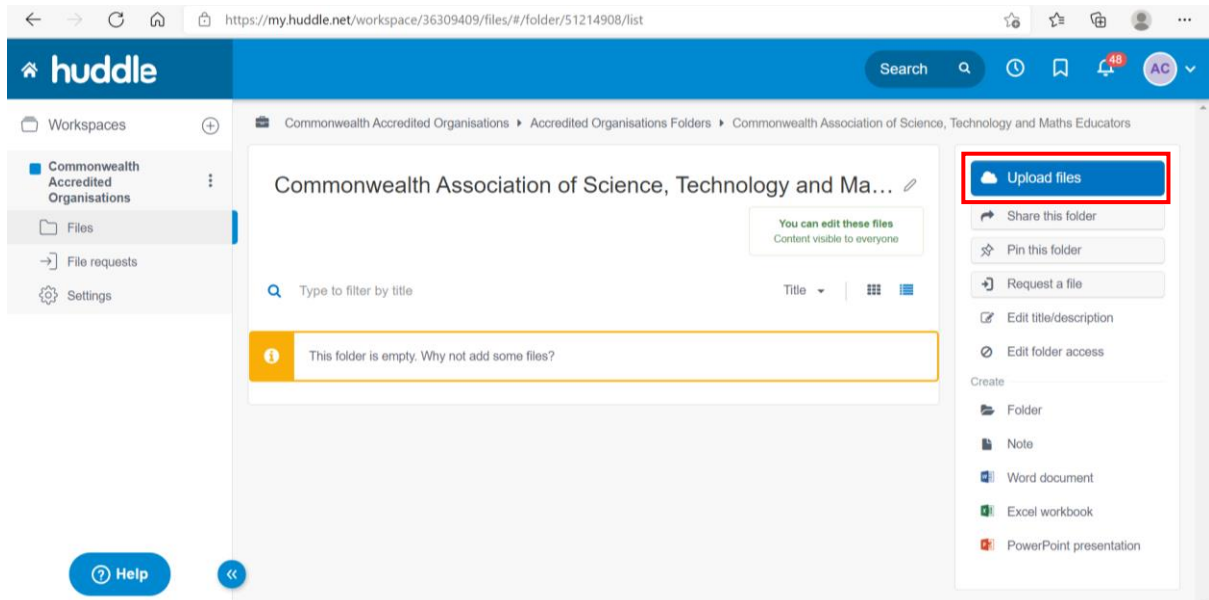 https://my.huddle.net/workspace/36309409/files/#/folder/51214908/list
huddle
Search
48
AC
Workspaces
Commonwealth Accredited Organisations ▸ Accredited Organisations Folders ▸ Commonwealth Association of Science, Technology and Maths Educators
Commonwealth
Accredited
Organisations
Files
File requests
Settings
Commonwealth Association of Science, Technology and Ma...
You can edit these files
Content visible to everyone
Type to filter by title
Title
This folder is empty. Why not add some files?
Upload files
Share this folder
Pin this folder
Request a file
Edit title/description
Edit folder access
Create
Folder
Note
Word document
Excel workbook
PowerPoint presentation
Help